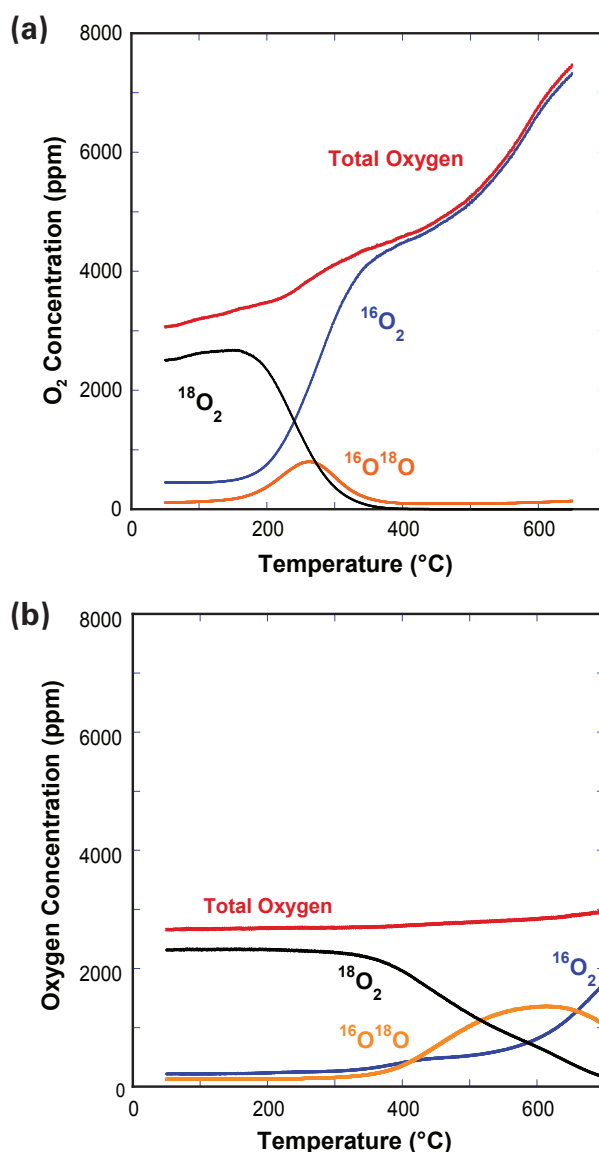 (a)
8000
6000
4000
2000
0
O₂ Concentration (ppm)
Total Oxygen
¹⁶O₂
¹⁸O₂
¹⁶O¹⁸O
0 200 400 600
Temperature (°C)
(b)
8000
6000
4000
2000
0
Oxygen Concentration (ppm)
Total Oxygen
¹⁸O₂
¹⁶O₂
¹⁶O¹⁸O
0 200 400 600
Temperature (°C)